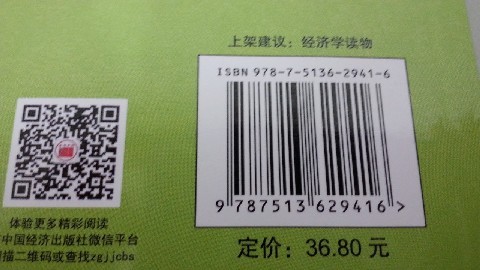 上架建议：经济学读物
ISBN 978-7-5136-2941-6
9 787513 629416 >
定价：36.80 元
体验更多精彩阅读
中国经济出版社微信平台
描二维码或查找zgjjcbs